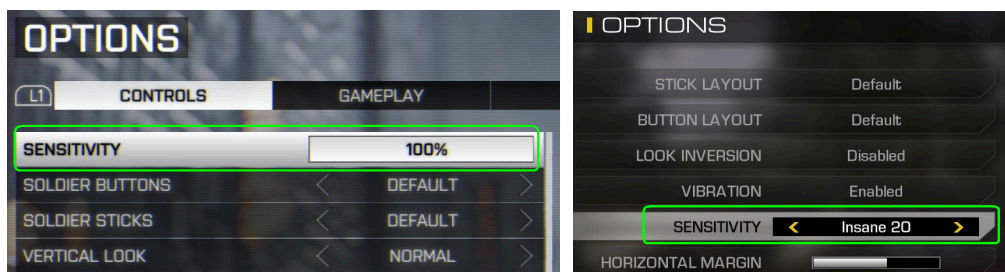 OPTIONS
L1 CONTROLS GAMEPLAY
SENSITIVITY 100%
SOLDIER BUTTONS DEFAULT
SOLDIER STICKS DEFAULT
VERTICAL LOOK NORMAL
OPTIONS
STICK LAYOUT Default
BUTTON LAYOUT Default
LOOK INVERSION Disabled
VIBRATION Enabled
SENSITIVITY Insane 20
HORIZONTAL MARGIN